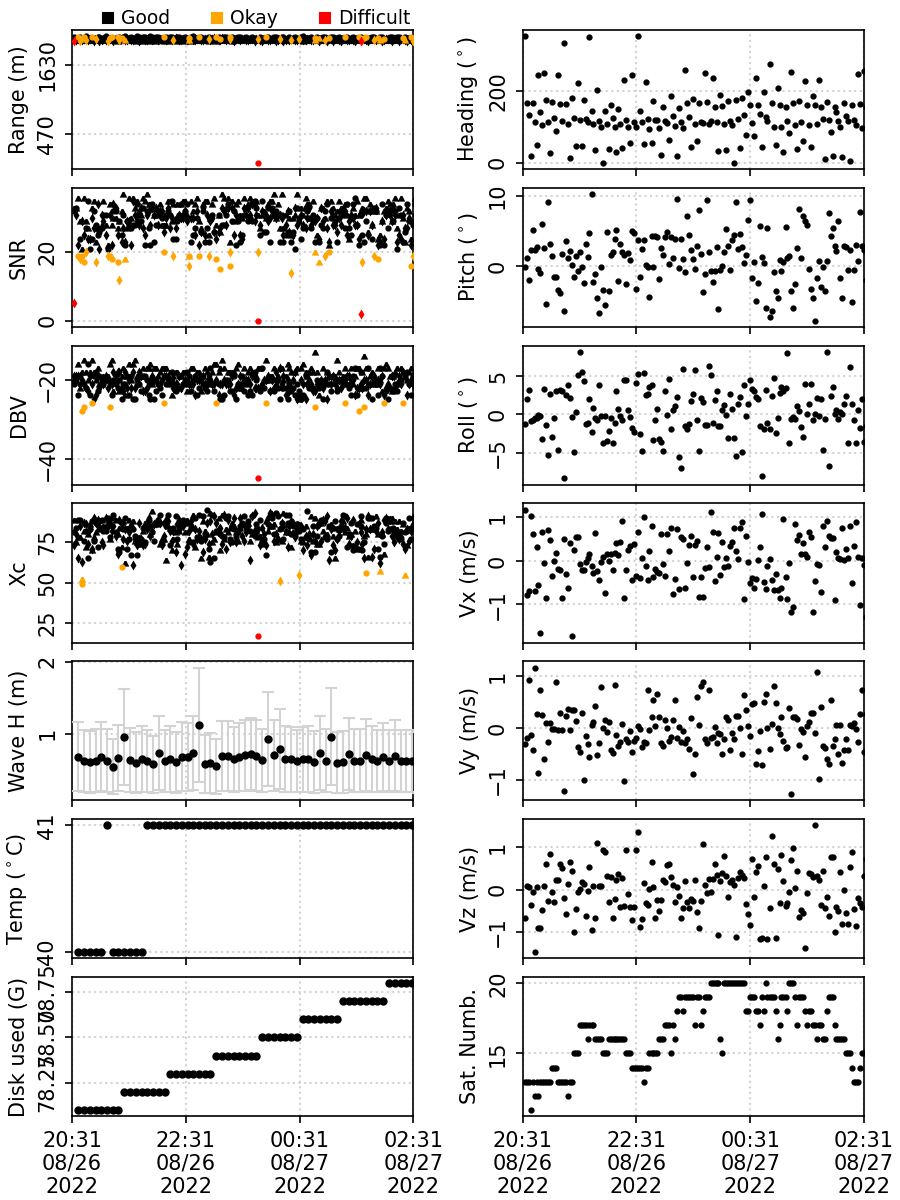 Good Okay Difficult
Range (m)
1630
470
Heading (°)
200
0
SNR
20
0
Pitch (°)
10
0
DBV
−20
−40
Roll (°)
5
0
−5
Xc
75
50
25
Vx (m/s)
1
0
−1
Wave H (m)
2
1
Vy (m/s)
1
0
−1
Temp (°C)
41
40
Vz (m/s)
1
0
−1
Disk used (G)
78.75
78.50
78.25
Sat. Numb.
20
15
20:31 22:31 00:31 02:31
08/26 08/26 08/27 08/27
2022 2022 2022 2022
20:31 22:31 00:31 02:31
08/26 08/26 08/27 08/27
2022 2022 2022 2022